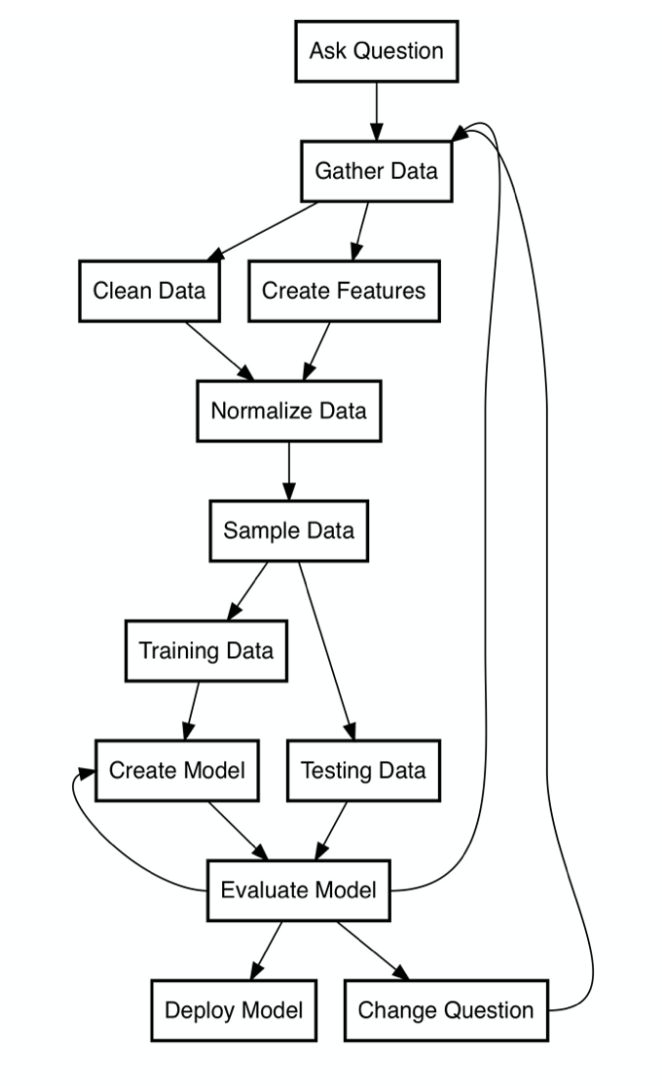 Ask Question
Gather Data
Clean Data
Create Features
Normalize Data
Sample Data
Training Data
Create Model
Testing Data
Evaluate Model
Deploy Model
Change Question